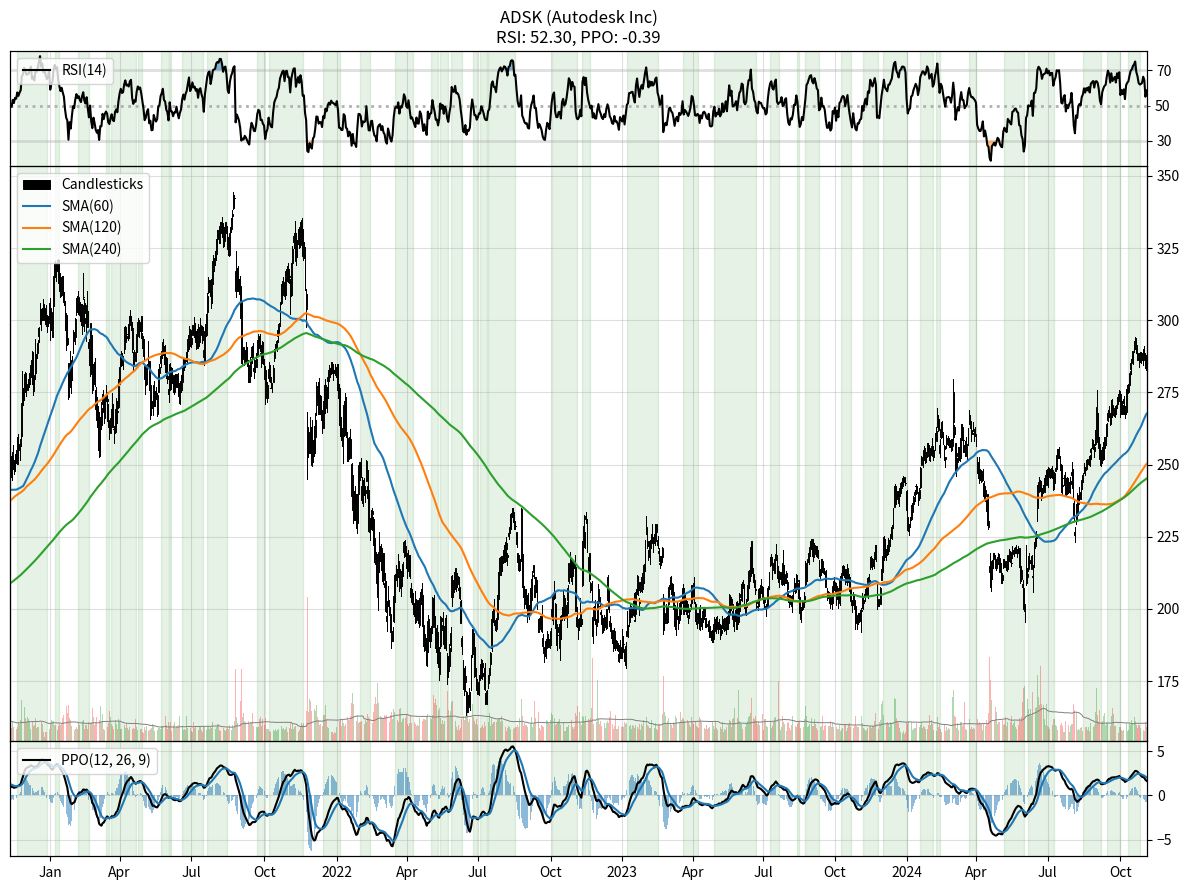 ADSK (Autodesk Inc)
RSI: 52.30, PPO: -0.39
RSI(14)
70
50
30
Candlesticks
SMA(60)
SMA(120)
SMA(240)
350
325
300
275
250
225
200
175
PPO(12, 26, 9)
5
0
−5
Jan Apr Jul Oct 2022 Apr Jul Oct 2023 Apr Jul Oct 2024 Apr Jul Oct